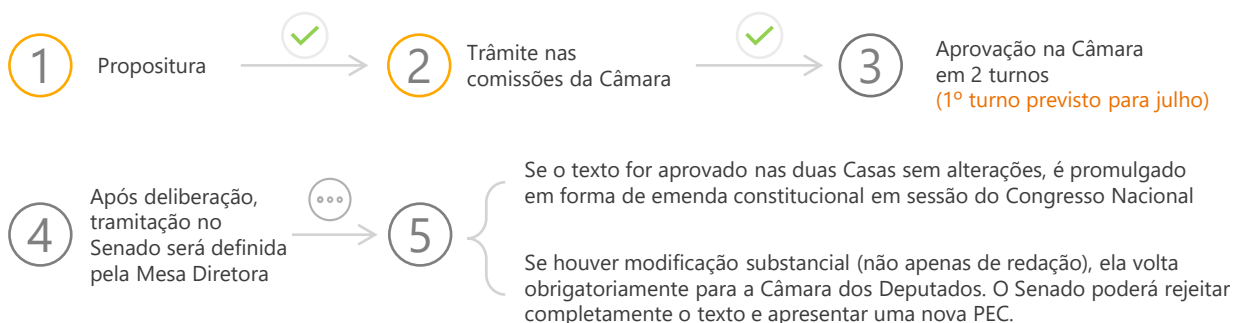 1
Propositura
2
Trâmite nas
comissões da Câmara
3
Aprovação na Câmara
em 2 turnos
(1º turno previsto para julho)
4
Após deliberação,
tramitação no
Senado será definida
pela Mesa Diretora
5
Se o texto for aprovado nas duas Casas sem alterações, é promulgado
em forma de emenda constitucional em sessão do Congresso Nacional
Se houver modificação substancial (não apenas de redação), ela volta
obrigatoriamente para a Câmara dos Deputados. O Senado poderá rejeitar
completamente o texto e apresentar uma nova PEC.